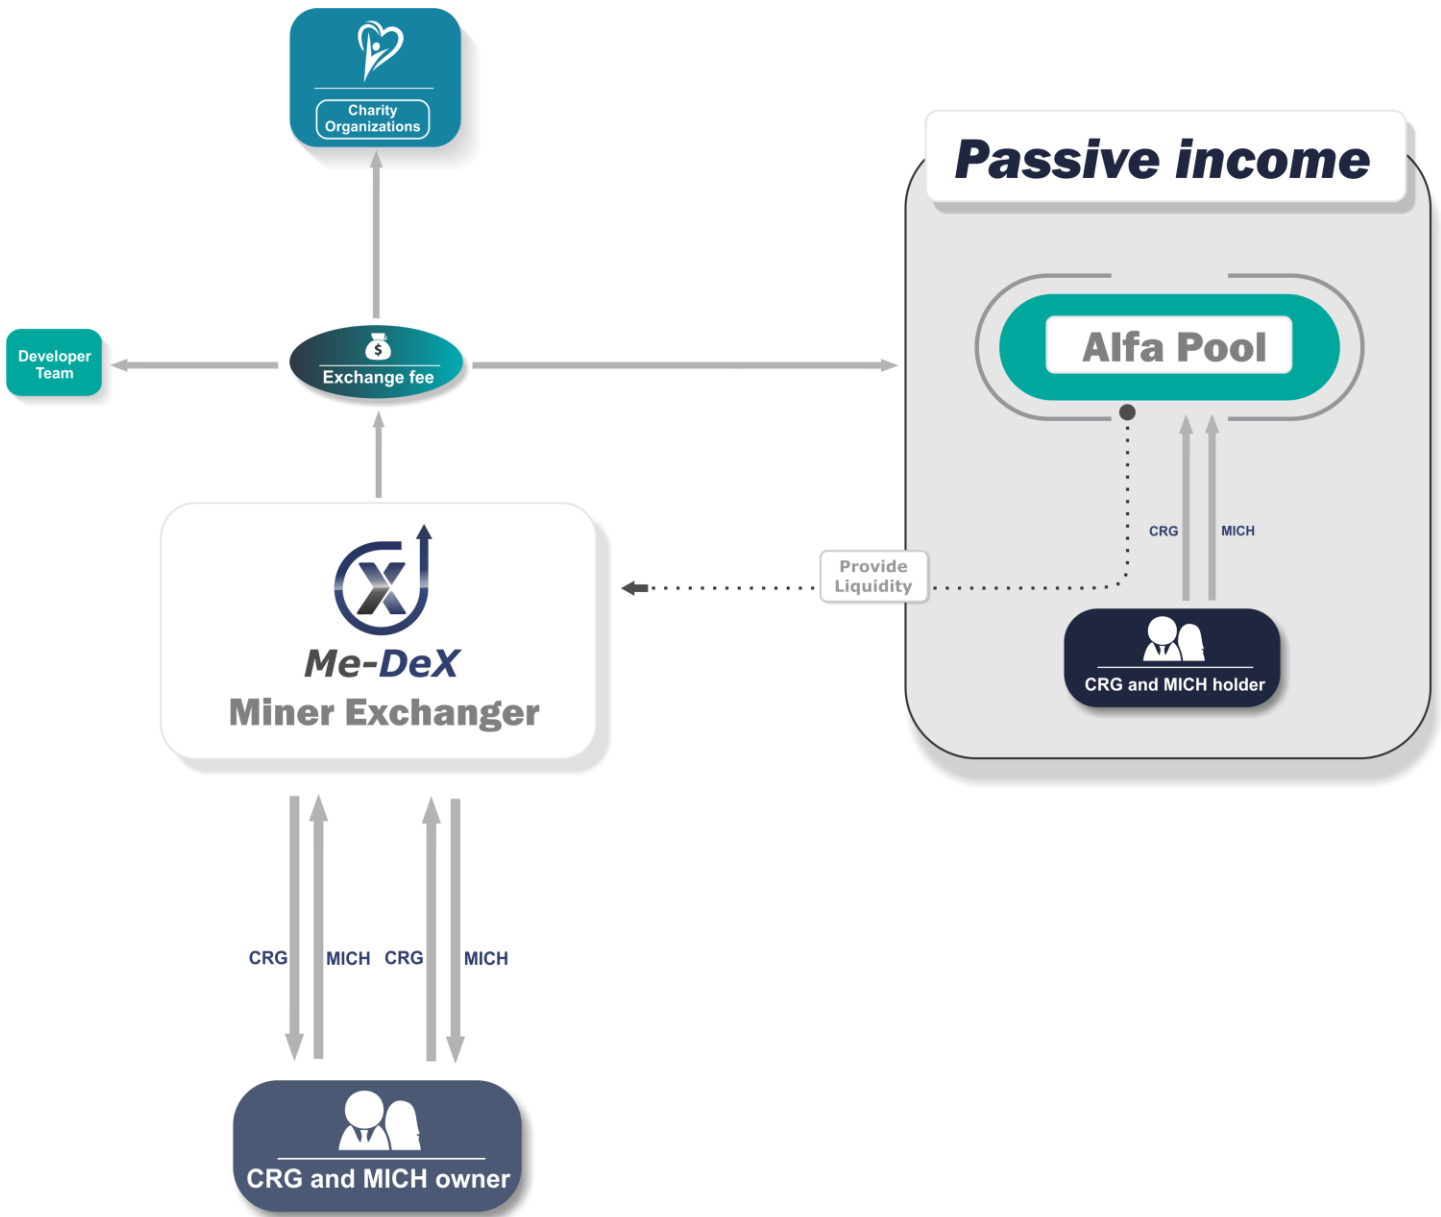 Charity
Organizations
Passive income
Developer
Team
$
Exchange fee
Alfa Pool
CRG
MICH
Provide
Liquidity
X
Me-DeX
Miner Exchanger
CRG and MICH holder
CRG
MICH
CRG
MICH
CRG and MICH owner